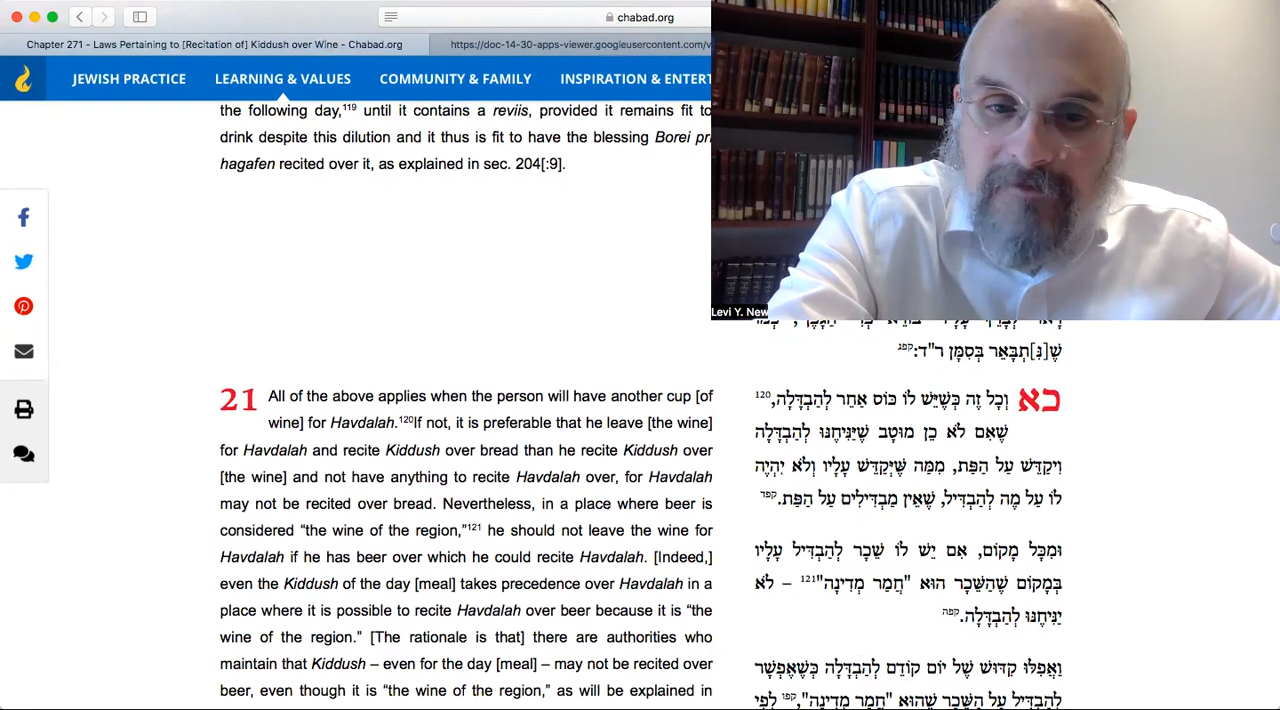 chabad.org
Chapter 271 - Laws Pertaining to [Recitation of] Kiddush over Wine - Chabad.org
https://doc-14-30-apps-viewer.googleusercontent.com/v
JEWISH PRACTICE LEARNING & VALUES COMMUNITY & FAMILY INSPIRATION & ENTERT
the following day,119 until it contains a reviis, provided it remains fit to
drink despite this dilution and it thus is fit to have the blessing Borei pri
hagafen recited over it, as explained in sec. 204[:9].
Levi Y. New
שֶׁ[נִּ]תְבָּאֵר בְּסִמָּן ר"ד:קפג
21 All of the above applies when the person will have another cup [of
wine] for Havdalah.120If not, it is preferable that he leave [the wine]
for Havdalah and recite Kiddush over bread than he recite Kiddush over
[the wine] and not have anything to recite Havdalah over, for Havdalah
may not be recited over bread. Nevertheless, in a place where beer is
considered “the wine of the region,”121 he should not leave the wine for
Havdalah if he has beer over which he could recite Havdalah. [Indeed,]
even the Kiddush of the day [meal] takes precedence over Havdalah in a
place where it is possible to recite Havdalah over beer because it is “the
wine of the region.” [The rationale is that] there are authorities who
maintain that Kiddush – even for the day [meal] – may not be recited over
beer, even though it is “the wine of the region,” as will be explained in
כא וְכָל זֶה כְּשֶׁיֵּשׁ לוֹ כּוֹס אַחֵר לְהַבְדָּלָה,120
שֶׁאִם לֹא כֵן מוּטָב שֶׁיַּנִּיחֶנּוּ לְהַבְדָּלָה
וִיקַדֵּשׁ עַל הַפַּת, מִמַּה שֶּׁיְּקַדֵּשׁ עָלָיו וְלֹא יִהְיֶה
לוֹ עַל מֶה לְהַבְדִּיל, שֶׁאֵין מַבְדִּילִים עַל הַפַּת.קפד
וּמִכָּל מָקוֹם, אִם יֵשׁ לוֹ שֵׁכָר לְהַבְדִּיל עָלָיו
בְּמָקוֹם שֶׁהַשֵּׁכָר הוּא "חֲמַר מְדִינָה"121 – לֹא
יַנִּיחֶנּוּ לְהַבְדָּלָה.קפה
וַאֲפִלּוּ קִדּוּשׁ שֶׁל יוֹם קוֹדֵם לְהַבְדָּלָה כְּשֶׁאֶפְשָׁר
לְהַבְדִּיל עַל הַשֵּׁכָר שֶׁהוּא "חֲמַר מְדִינָה",קפו לְפִי